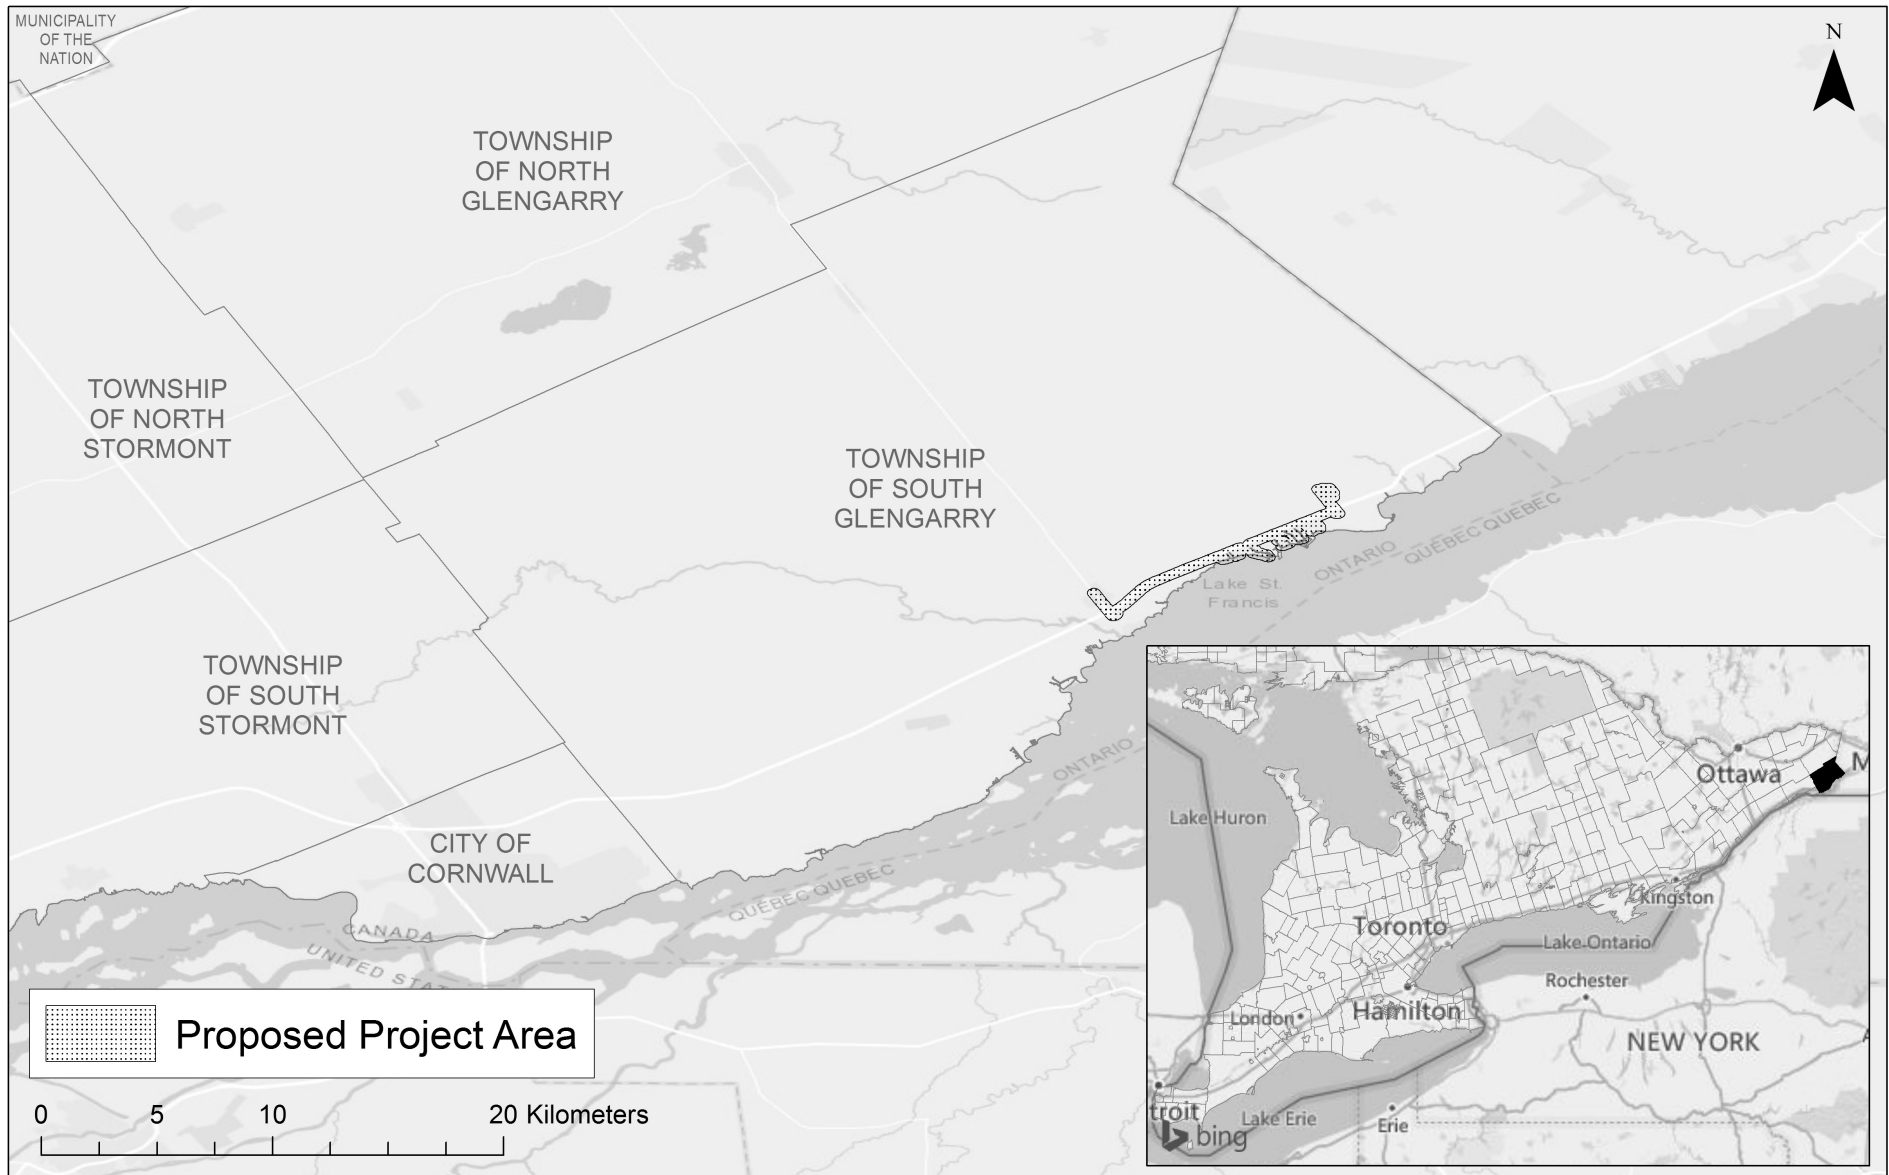 MUNICIPALITY
OF THE
NATION
N
TOWNSHIP
OF NORTH
GLENGARRY
TOWNSHIP
OF NORTH
STORMONT
TOWNSHIP
OF SOUTH
GLENGARRY
ONTARIO
QUÉBEC QUEBEC
Lake St.
Francis
TOWNSHIP
OF SOUTH
STORMONT
ONTARIO
CITY OF
CORNWALL
QUÉBEC QUEBEC
CANADA
UNITED STAT
Proposed Project Area
0 5 10 20 Kilometers
Ottawa
M
Lake Huron
Kingston
Toronto
Lake Ontario
Rochester
Hamilton
London
NEW YORK
A
troit
Lake Erie
Erie
bing